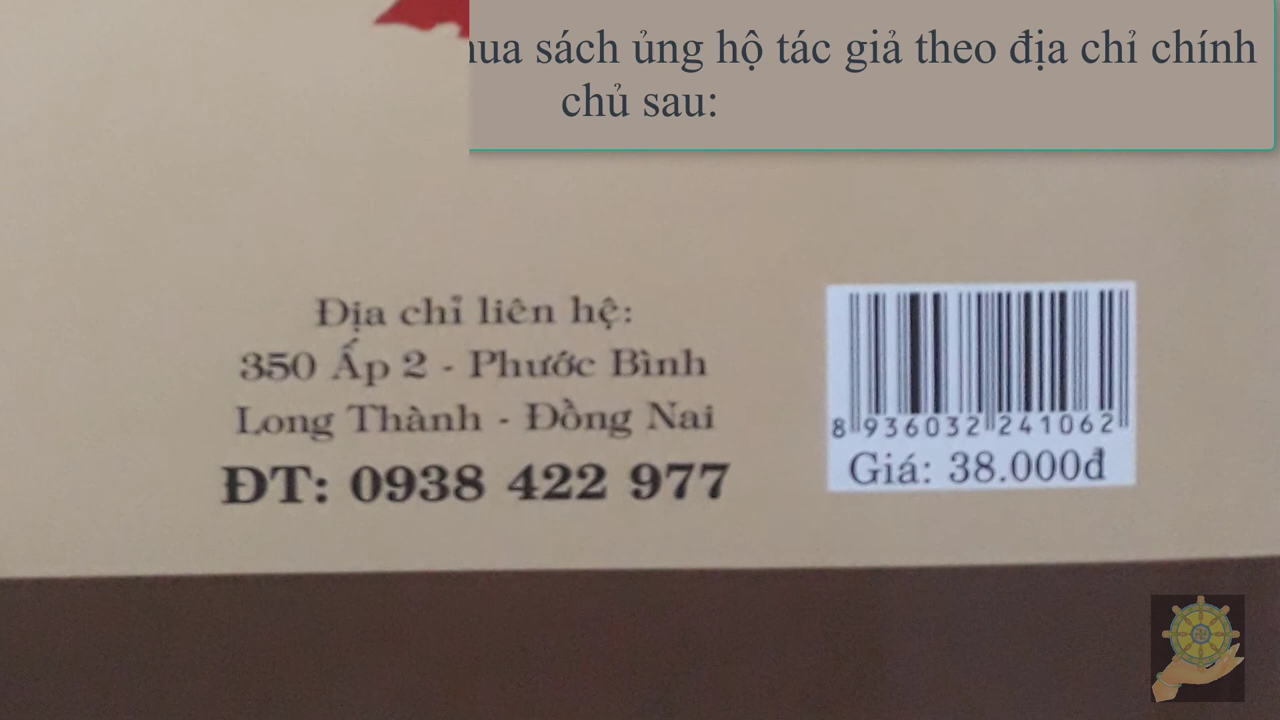 sách ủng hộ tác giả theo địa chỉ chính
chủ sau:
Địa chỉ liên hệ:
350 Ấp 2 - Phước Bình
Long Thành - Đồng Nai
ĐT: 0938 422 977
8 936032 241062
Giá: 38.000đ